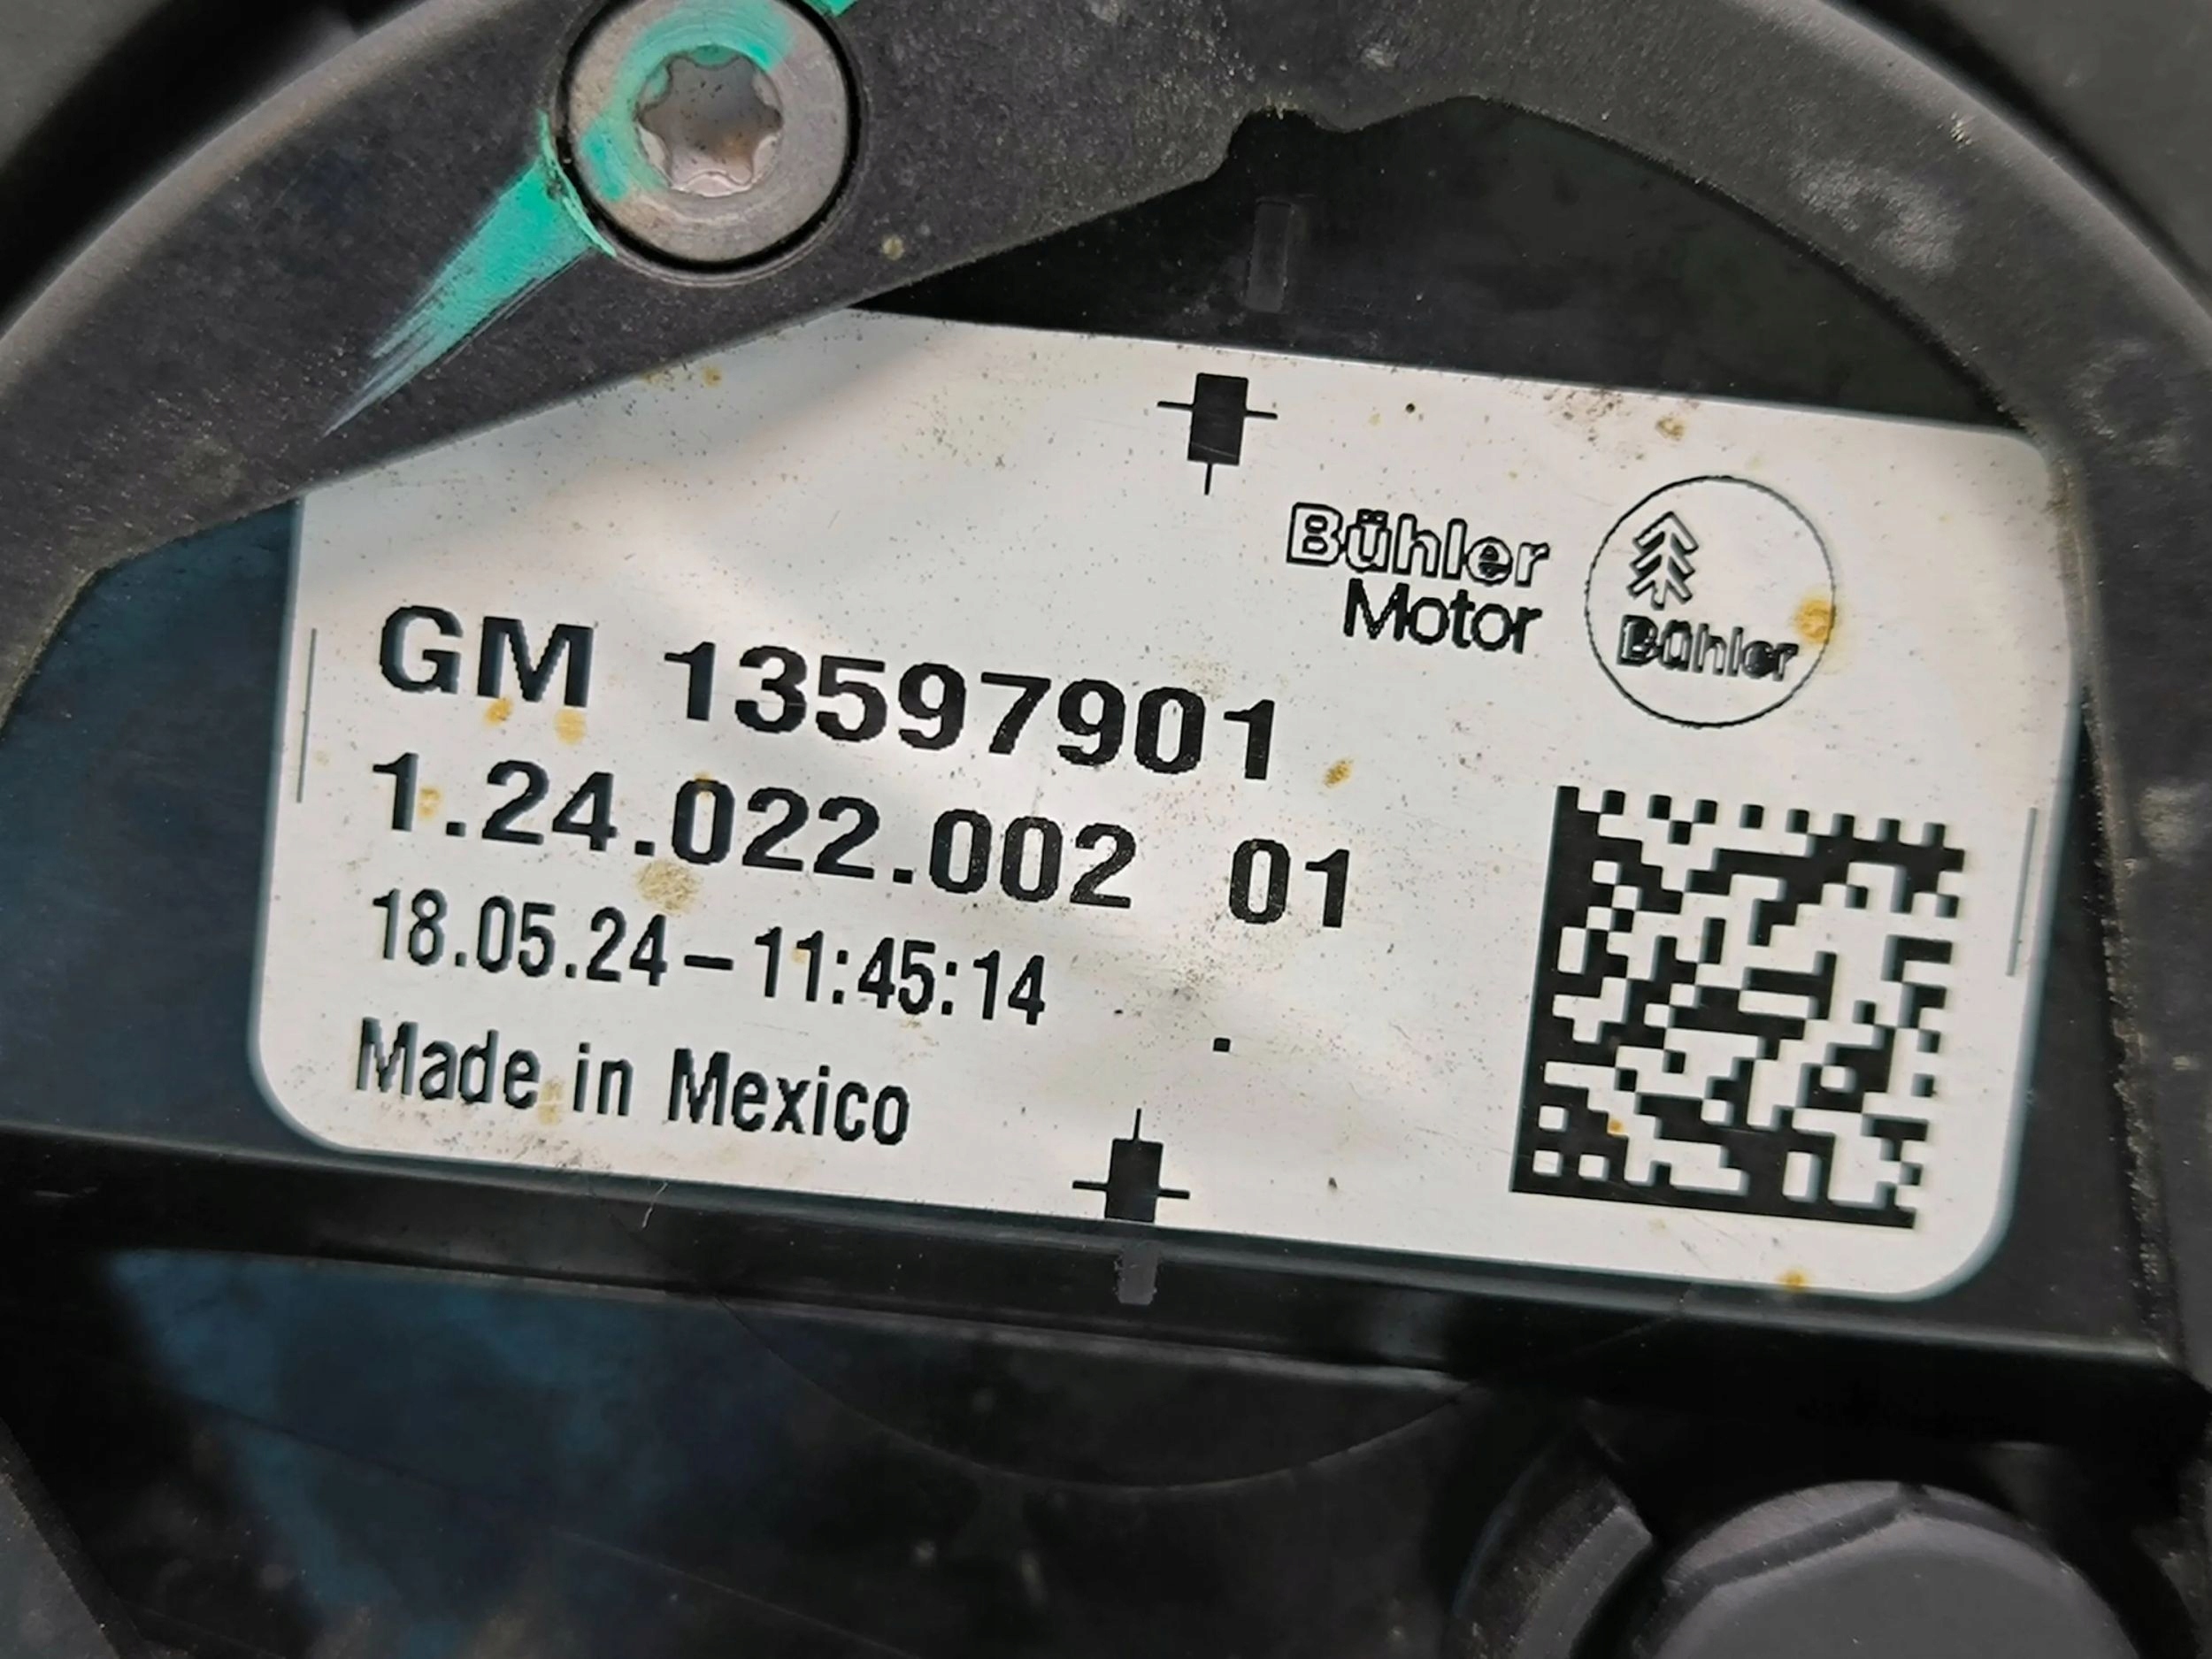 Bühler
Motor
Bühler
GM 13597901
1.24.022.002 01
18.05.24-11:45:14
Made in Mexico